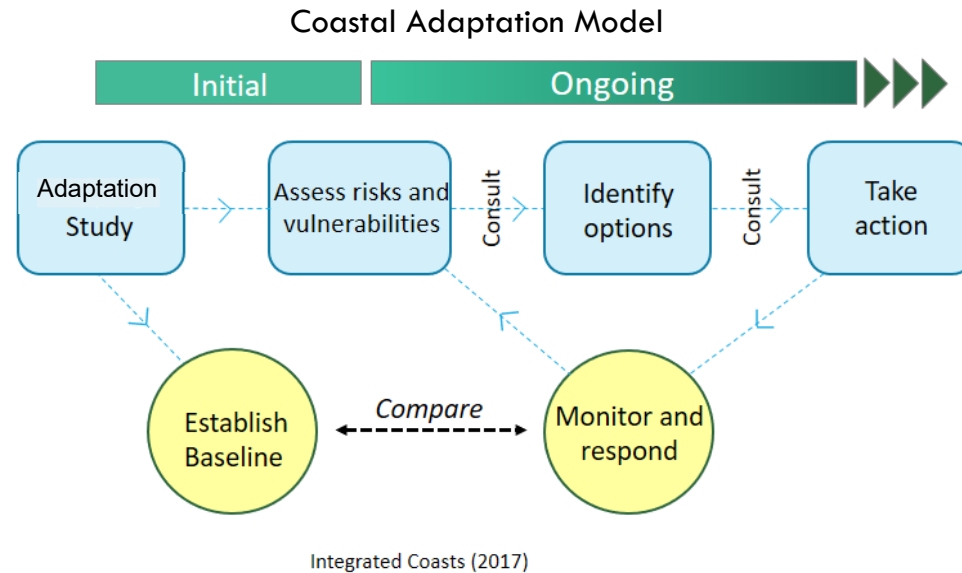 Coastal Adaptation Model
Initial
Ongoing
Adaptation
Study
Assess risks and
vulnerabilities
Consult
Identify
options
Consult
Take
action
Establish
Baseline
Compare
Monitor and
respond
Integrated Coasts (2017)